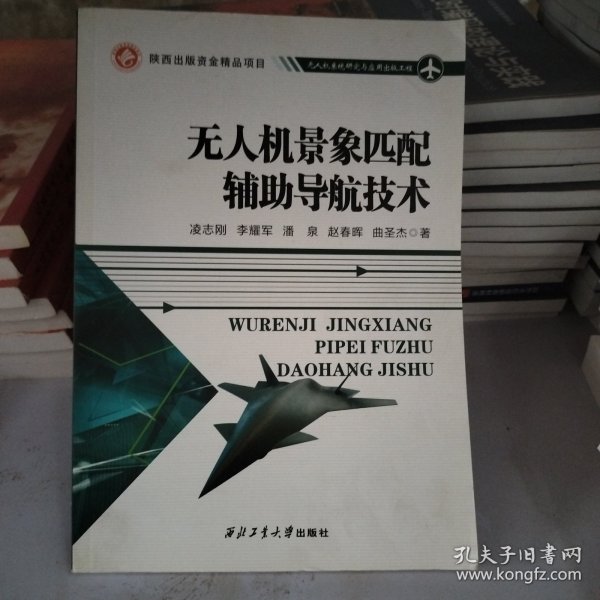 陕西出版资金精品项目
无人机系统研究与应用出版工程
无人机景象匹配
辅助导航技术
凌志刚 李耀军 潘 泉 赵春晖 曲圣杰 著
WURENJI JINGXIANG
PIPEI FUZHU
DAOHANG JISHU
西北工业大学出版社
孔夫子旧书网
www.kongfz.com